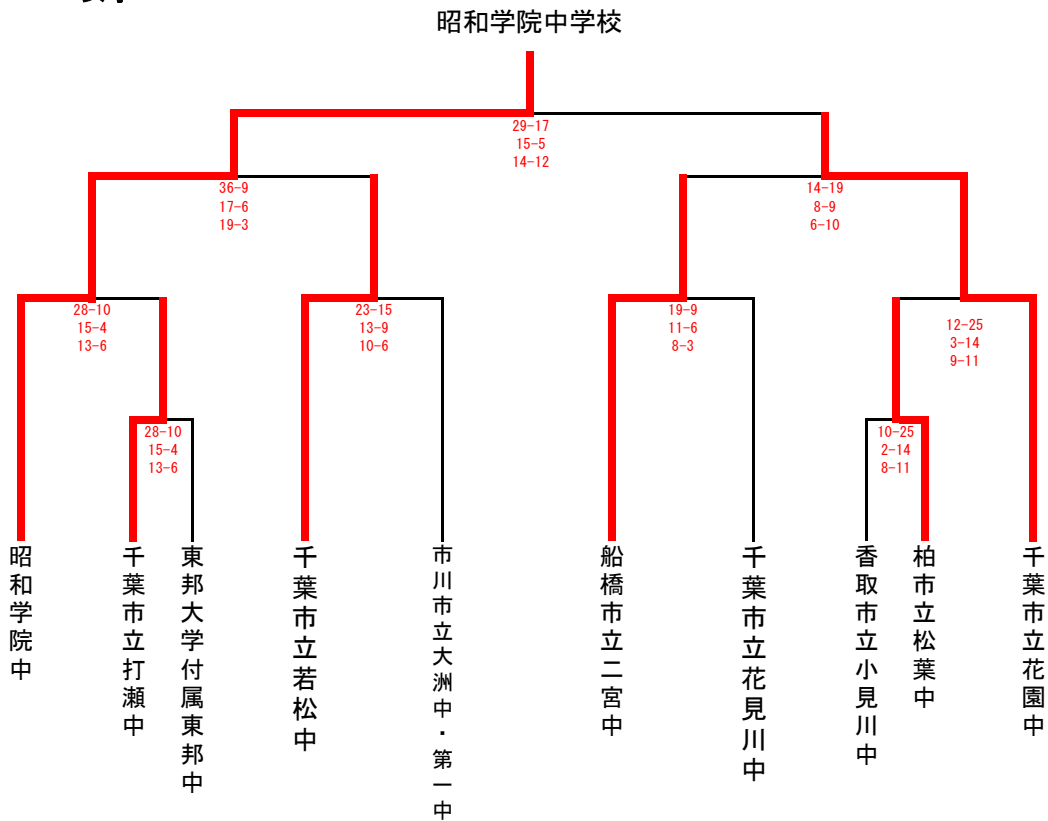 昭和学院中学校
29-17
15-5
14-12
36-9
17-6
19-3
14-19
8-9
6-10
28-10
15-4
13-6
23-15
13-9
10-6
19-9
11-6
8-3
12-25
3-14
9-11
28-10
15-4
13-6
10-25
2-14
8-11
昭和学院中
千葉市立打瀬中
東邦大学付属東邦中
千葉市立若松中
市川市立大洲中・第一中
船橋市立二宮中
千葉市立花見川中
香取市立小見川中
柏市立松葉中
千葉市立花園中